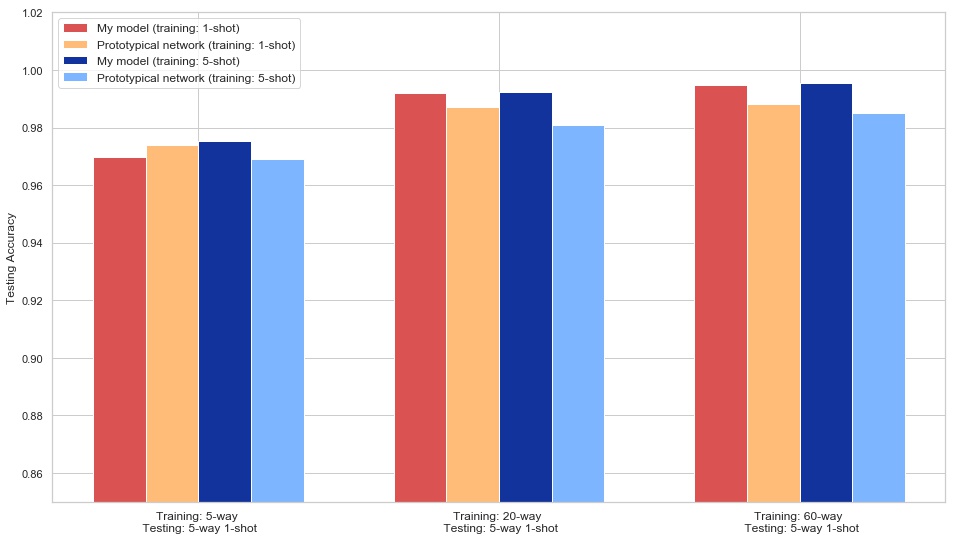 My model (training: 1-shot)
Prototypical network (training: 1-shot)
My model (training: 5-shot)
Prototypical network (training: 5-shot)
1.02
1.00
0.98
0.96
0.94
0.92
0.90
0.88
0.86
Testing Accuracy
Training: 5-way
Testing: 5-way 1-shot
Training: 20-way
Testing: 5-way 1-shot
Training: 60-way
Testing: 5-way 1-shot